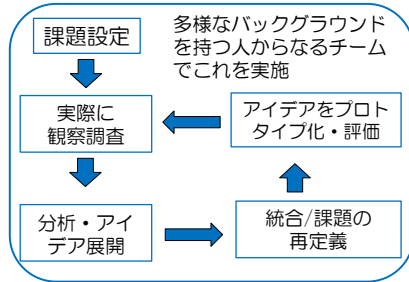 課題設定
多様なバックグラウンド
を持つ人からなるチーム
でこれを実施
実際に
観察調査
アイデアをプロト
タイプ化・評価
分析・アイ
デア展開
統合/課題の
再定義